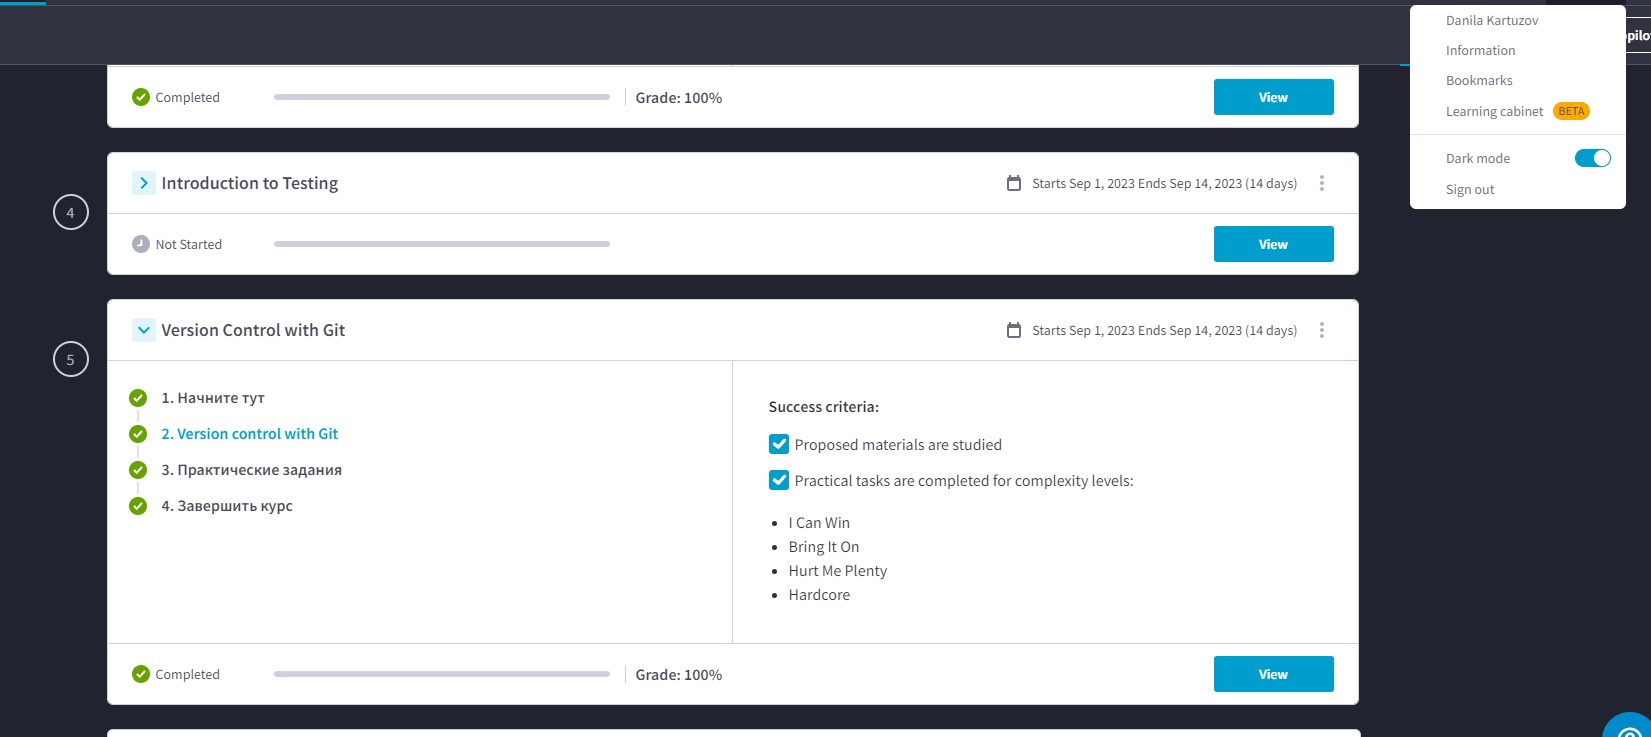 Danila Kartuzov
Information
Bookmarks
Learning cabinet BETA
Dark mode
Sign out
Completed
Grade: 100%
View
4
Introduction to Testing
Starts Sep 1, 2023 Ends Sep 14, 2023 (14 days)
Not Started
View
5
Version Control with Git
Starts Sep 1, 2023 Ends Sep 14, 2023 (14 days)
1. Начните тут
2. Version control with Git
3. Практические задания
4. Завершить курс
Success criteria:
Proposed materials are studied
Practical tasks are completed for complexity levels:
• I Can Win
• Bring It On
• Hurt Me Plenty
• Hardcore
Completed
Grade: 100%
View